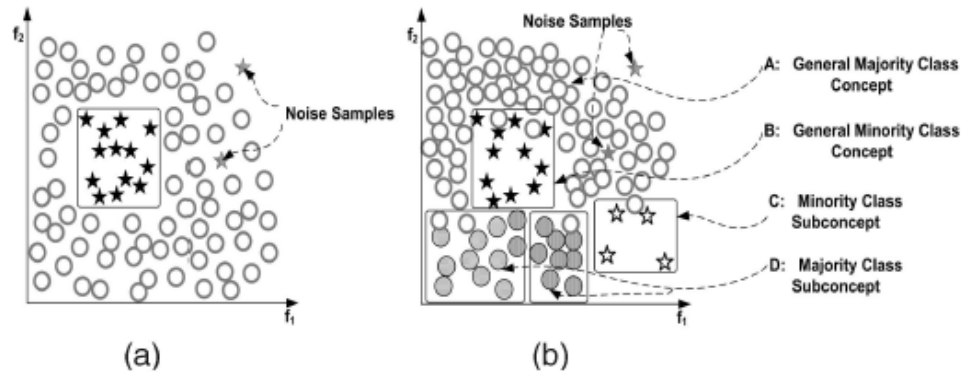 f2
Noise Samples
f1
(a)
f2
Noise Samples
A: General Majority Class
Concept
B: General Minority Class
Concept
C: Minority Class
Subconcept
D: Majority Class
Subconcept
f1
(b)